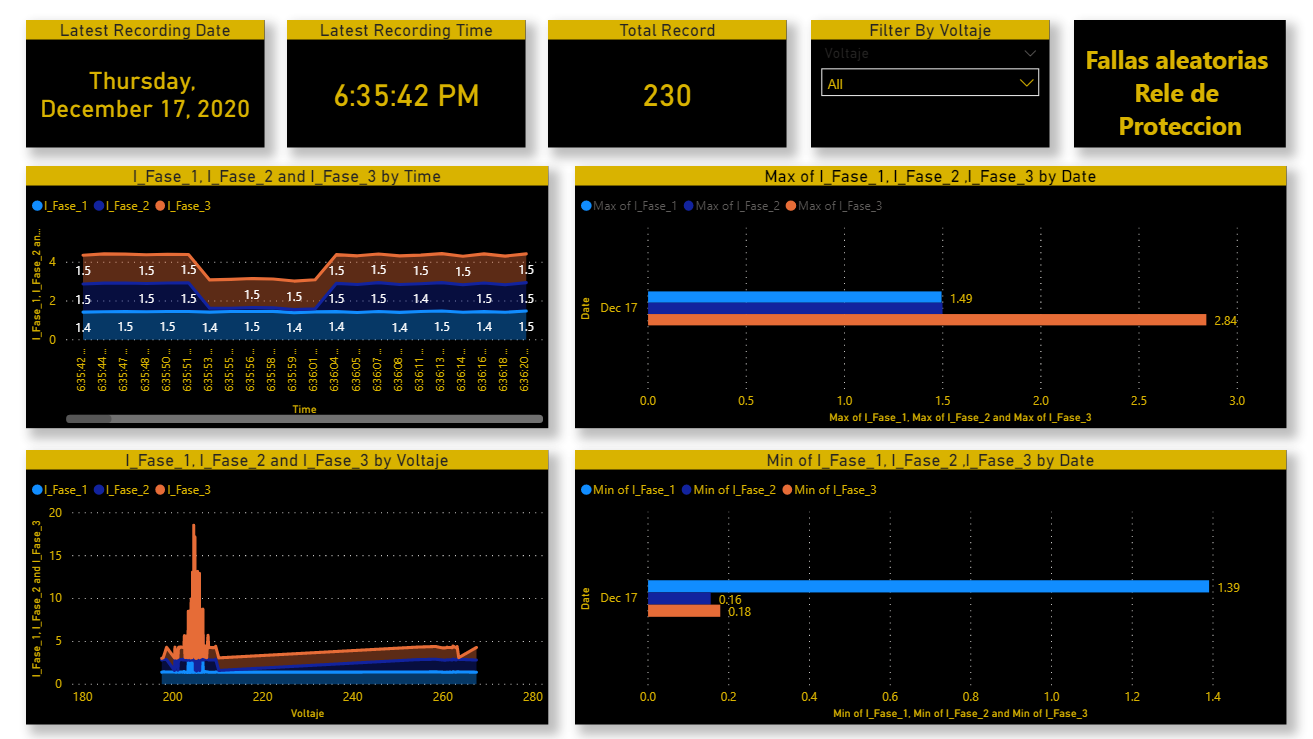 Latest Recording Date
Thursday,
December 17, 2020
Latest Recording Time
6:35:42 PM
Total Record
230
Filter By Voltaje
Voltaje
All
Fallas aleatorias
Rele de
Proteccion
I_Fase_1, I_Fase_2 and I_Fase_3 by Time
I_Fase_1 I_Fase_2 I_Fase_3
I_Fase_1, I_Fase_2 an...
4
2
0
1.5 1.5 1.5 1.5 1.5 1.5 1.5
1.5 1.5 1.5 1.5 1.5 1.5 1.5 1.4 1.5 1.5
1.4 1.5 1.5 1.4 1.5 1.4 1.4 1.4 1.5 1.4 1.5
6:35:42 ...
6:35:44 ...
6:35:47 ...
6:35:48 ...
6:35:50 ...
6:35:51 ...
6:35:53 ...
6:35:55 ...
6:35:56 ...
6:35:58 ...
6:35:59 ...
6:36:01 ...
6:36:04 ...
6:36:05 ...
6:36:07 ...
6:36:08 ...
6:36:11 ...
6:36:13 ...
6:36:14 ...
6:36:16 ...
6:36:18 ...
6:36:20 ...
Time
Max of I_Fase_1, I_Fase_2 ,I_Fase_3 by Date
Max of I_Fase_1 Max of I_Fase_2 Max of I_Fase_3
Date
Dec 17
1.49
2.84
0.0 0.5 1.0 1.5 2.0 2.5 3.0
Max of I_Fase_1, Max of I_Fase_2 and Max of I_Fase_3
I_Fase_1, I_Fase_2 and I_Fase_3 by Voltaje
I_Fase_1 I_Fase_2 I_Fase_3
I_Fase_1, I_Fase_2 and I_Fase_3
20
15
10
5
0
180 200 220 240 260 280
Voltaje
Min of I_Fase_1, I_Fase_2 ,I_Fase_3 by Date
Min of I_Fase_1 Min of I_Fase_2 Min of I_Fase_3
Date
Dec 17
1.39
0.16
0.18
0.0 0.2 0.4 0.6 0.8 1.0 1.2 1.4
Min of I_Fase_1, Min of I_Fase_2 and Min of I_Fase_3